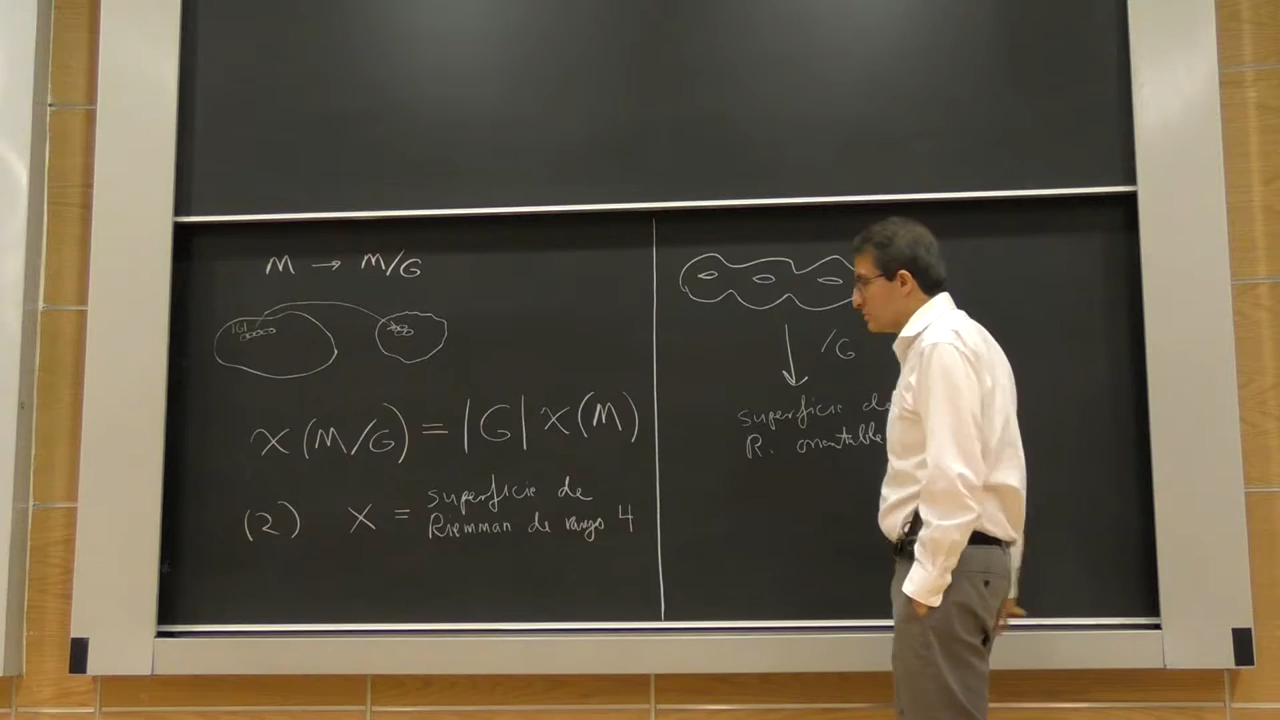 M → M/G
|G|
χ(M/G) = |G| χ(M)
(2) X = superficie de
Riemman de rango 4
/G
superficie de
R. orientable